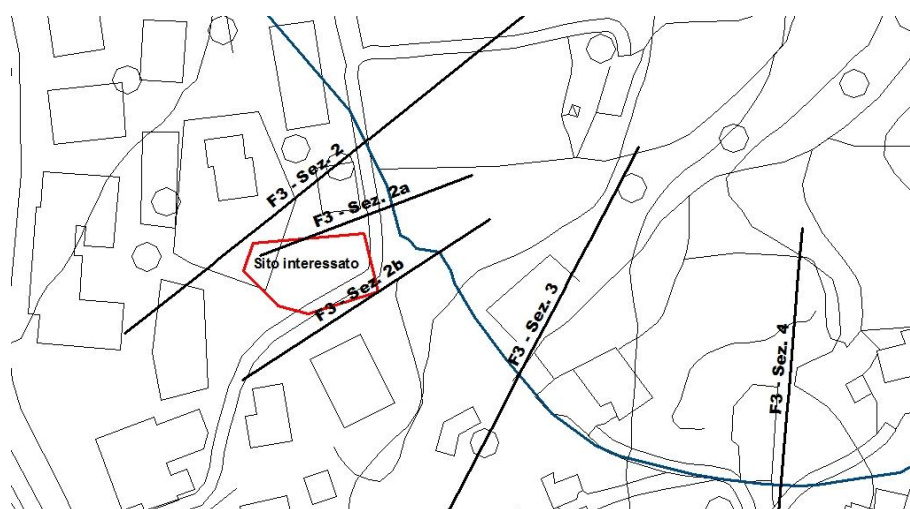 F3 - Sez. 2
F3 - Sez. 2a
Sito interessato
F3 - Sez. 2b
F3 - Sez. 3
F3 - Sez. 4